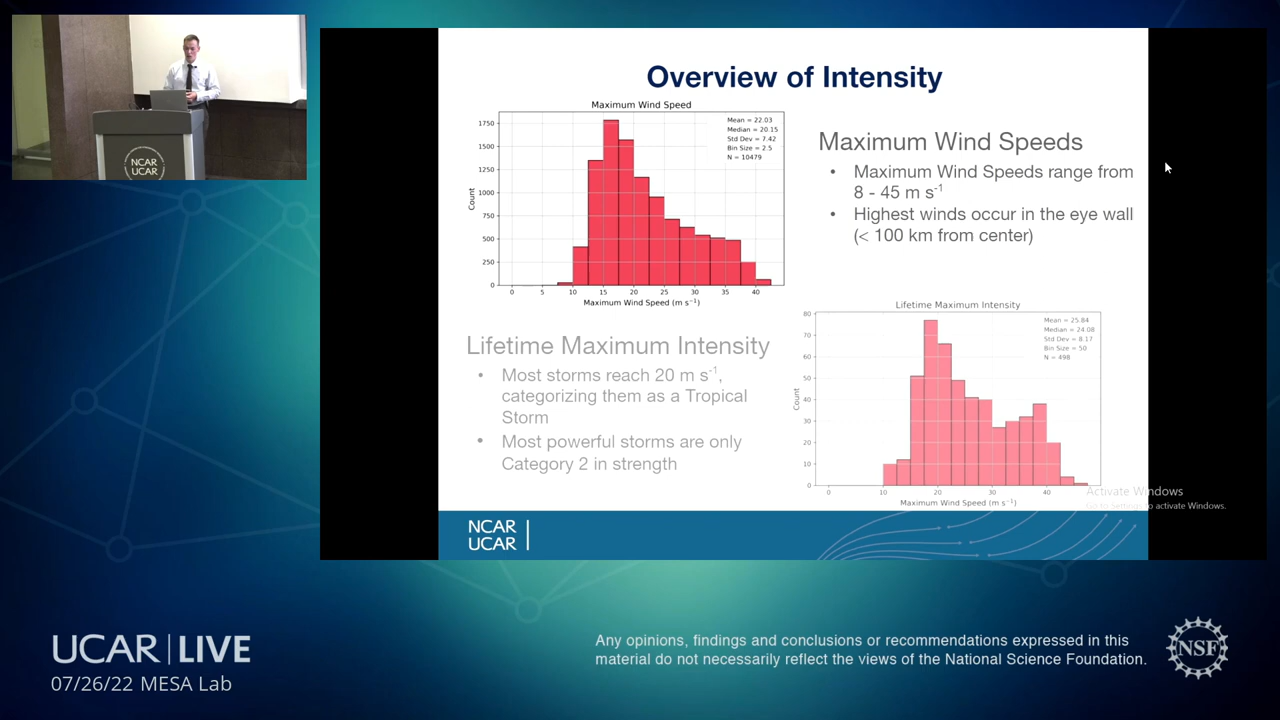 NCAR
UCAR
Overview of Intensity
Maximum Wind Speed
Mean = 22.03
Median = 20.15
Std Dev = 7.42
Bin Size = 2.5
N = 10479
1750
1500
1250
1000
750
500
250
0
Count
0 5 10 15 20 25 30 35 40
Maximum Wind Speed (m s⁻¹)
Maximum Wind Speeds
• Maximum Wind Speeds range from
8 - 45 m s⁻¹
• Highest winds occur in the eye wall
(< 100 km from center)
Lifetime Maximum Intensity
• Most storms reach 20 m s⁻¹,
categorizing them as a Tropical
Storm
• Most powerful storms are only
Category 2 in strength
Lifetime Maximum Intensity
Mean = 25.84
Median = 24.08
Std Dev = 8.17
Bin Size = 50
N = 498
80
70
60
50
40
30
20
10
0
Count
0 10 20 30 40
Maximum Wind Speed (m s⁻¹)
Activate Windows
Go to Settings to activate Windows.
NCAR
UCAR
UCAR | LIVE
07/26/22 MESA Lab
Any opinions, findings and conclusions or recommendations expressed in this
material do not necessarily reflect the views of the National Science Foundation.
NSF